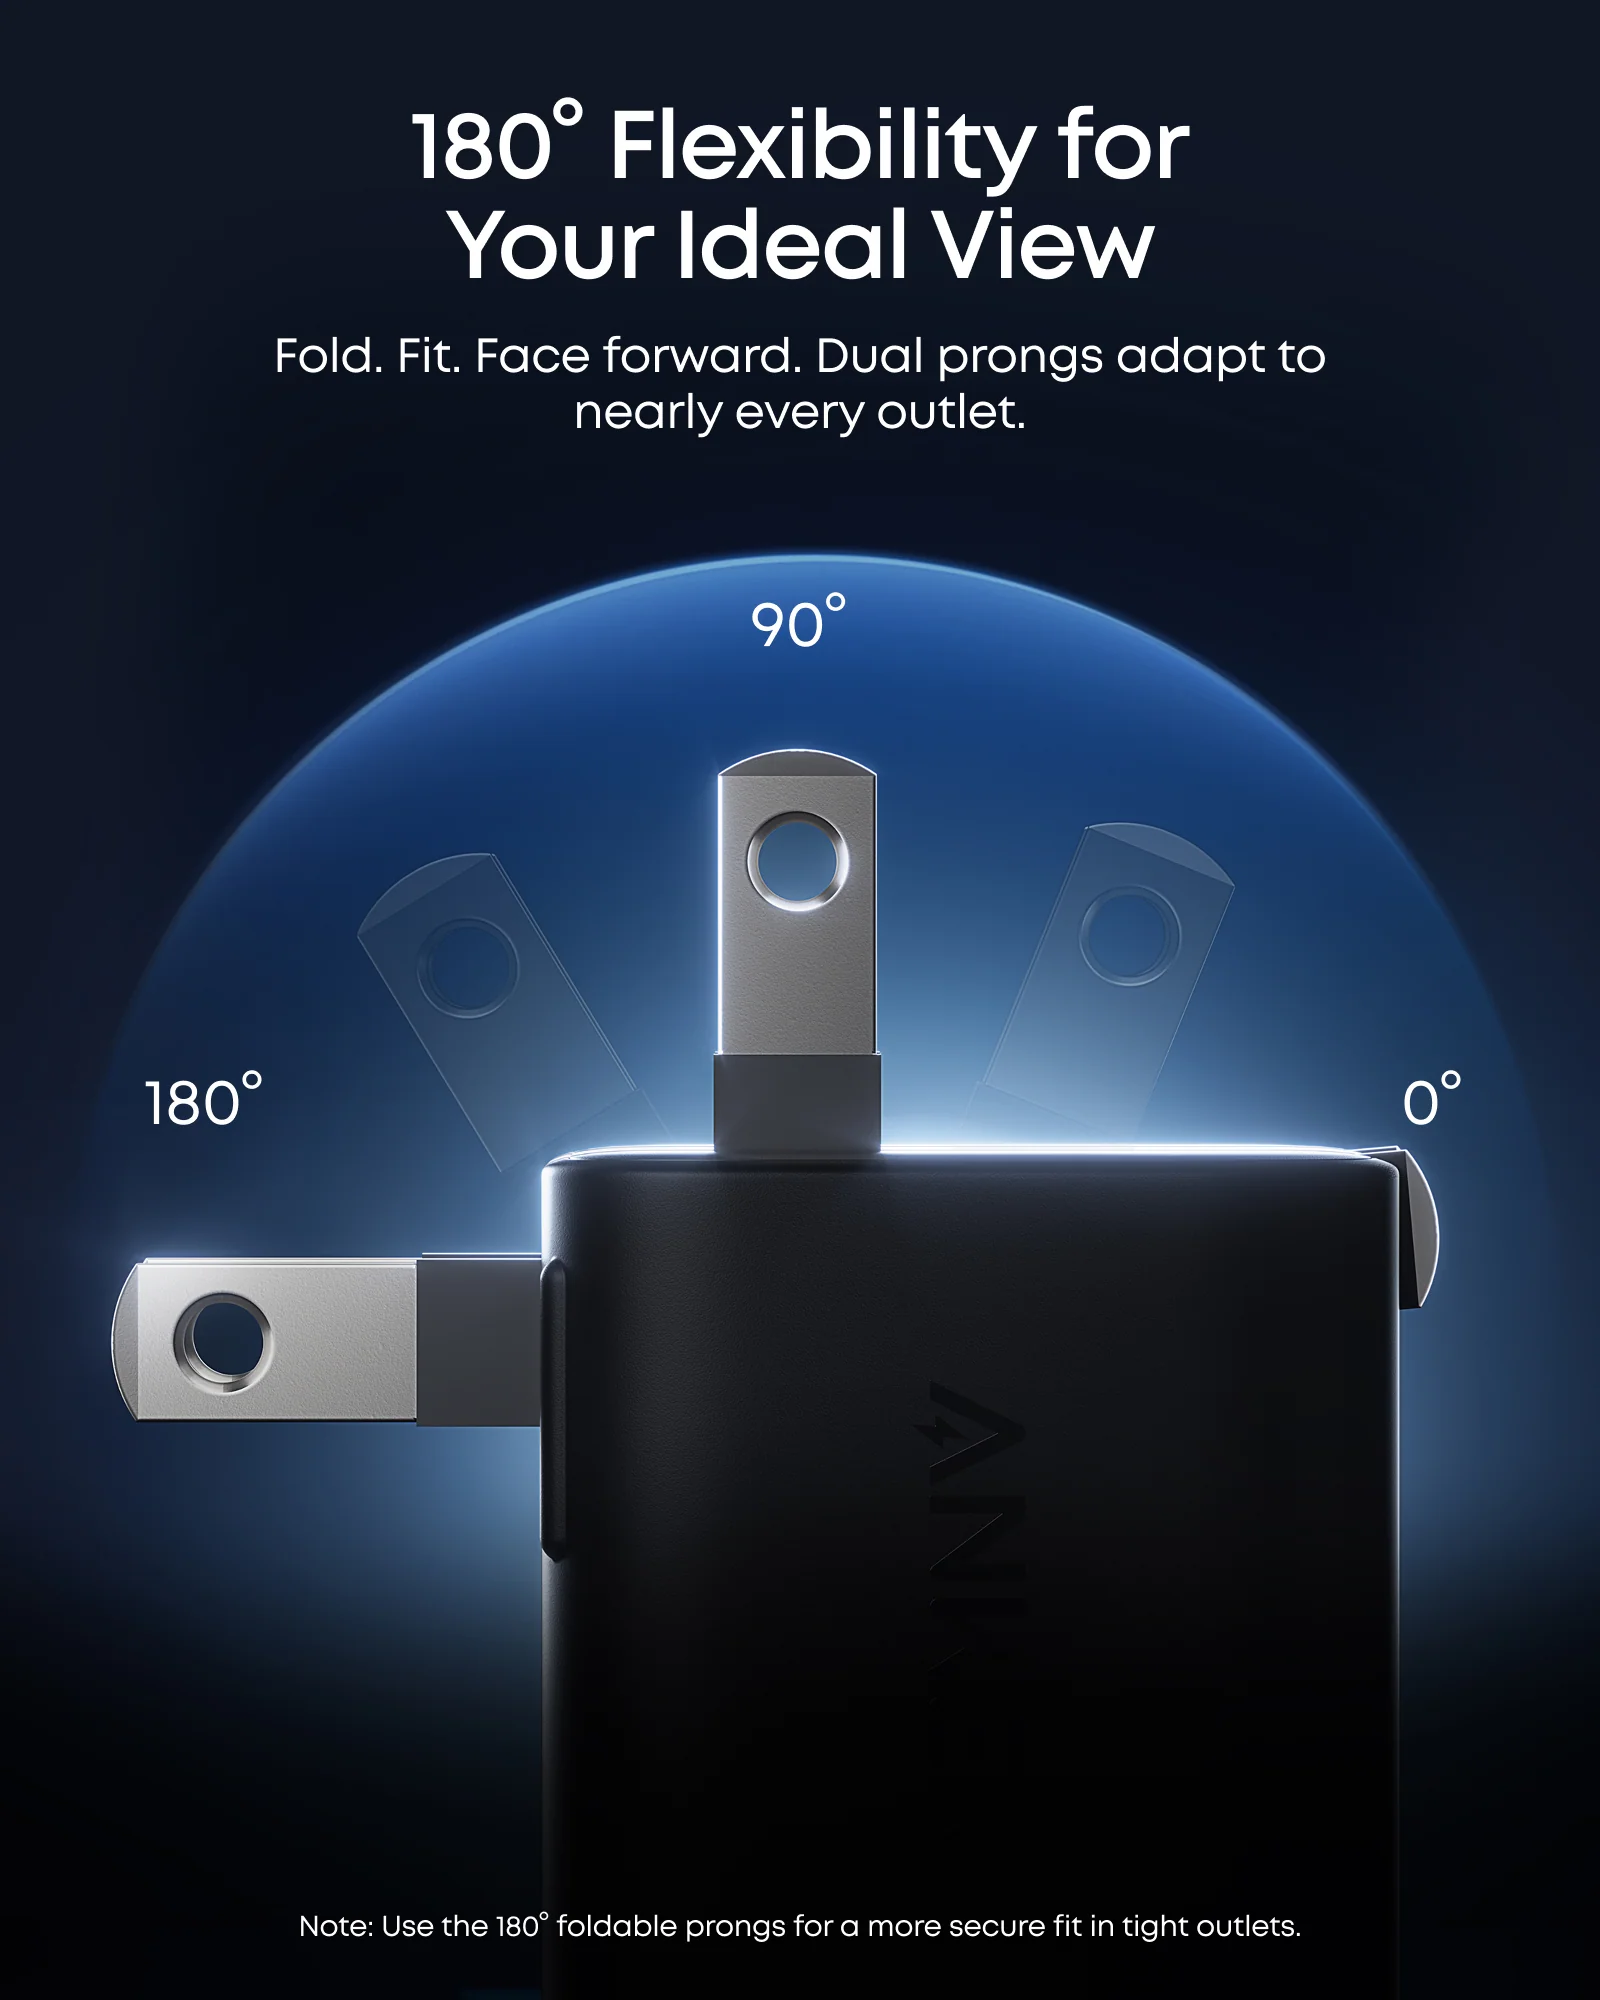 180° Flexibility for
Your Ideal View
Fold. Fit. Face forward. Dual prongs adapt to
nearly every outlet.
90°
180°
0°
Note: Use the 180° foldable prongs for a more secure fit in tight outlets.